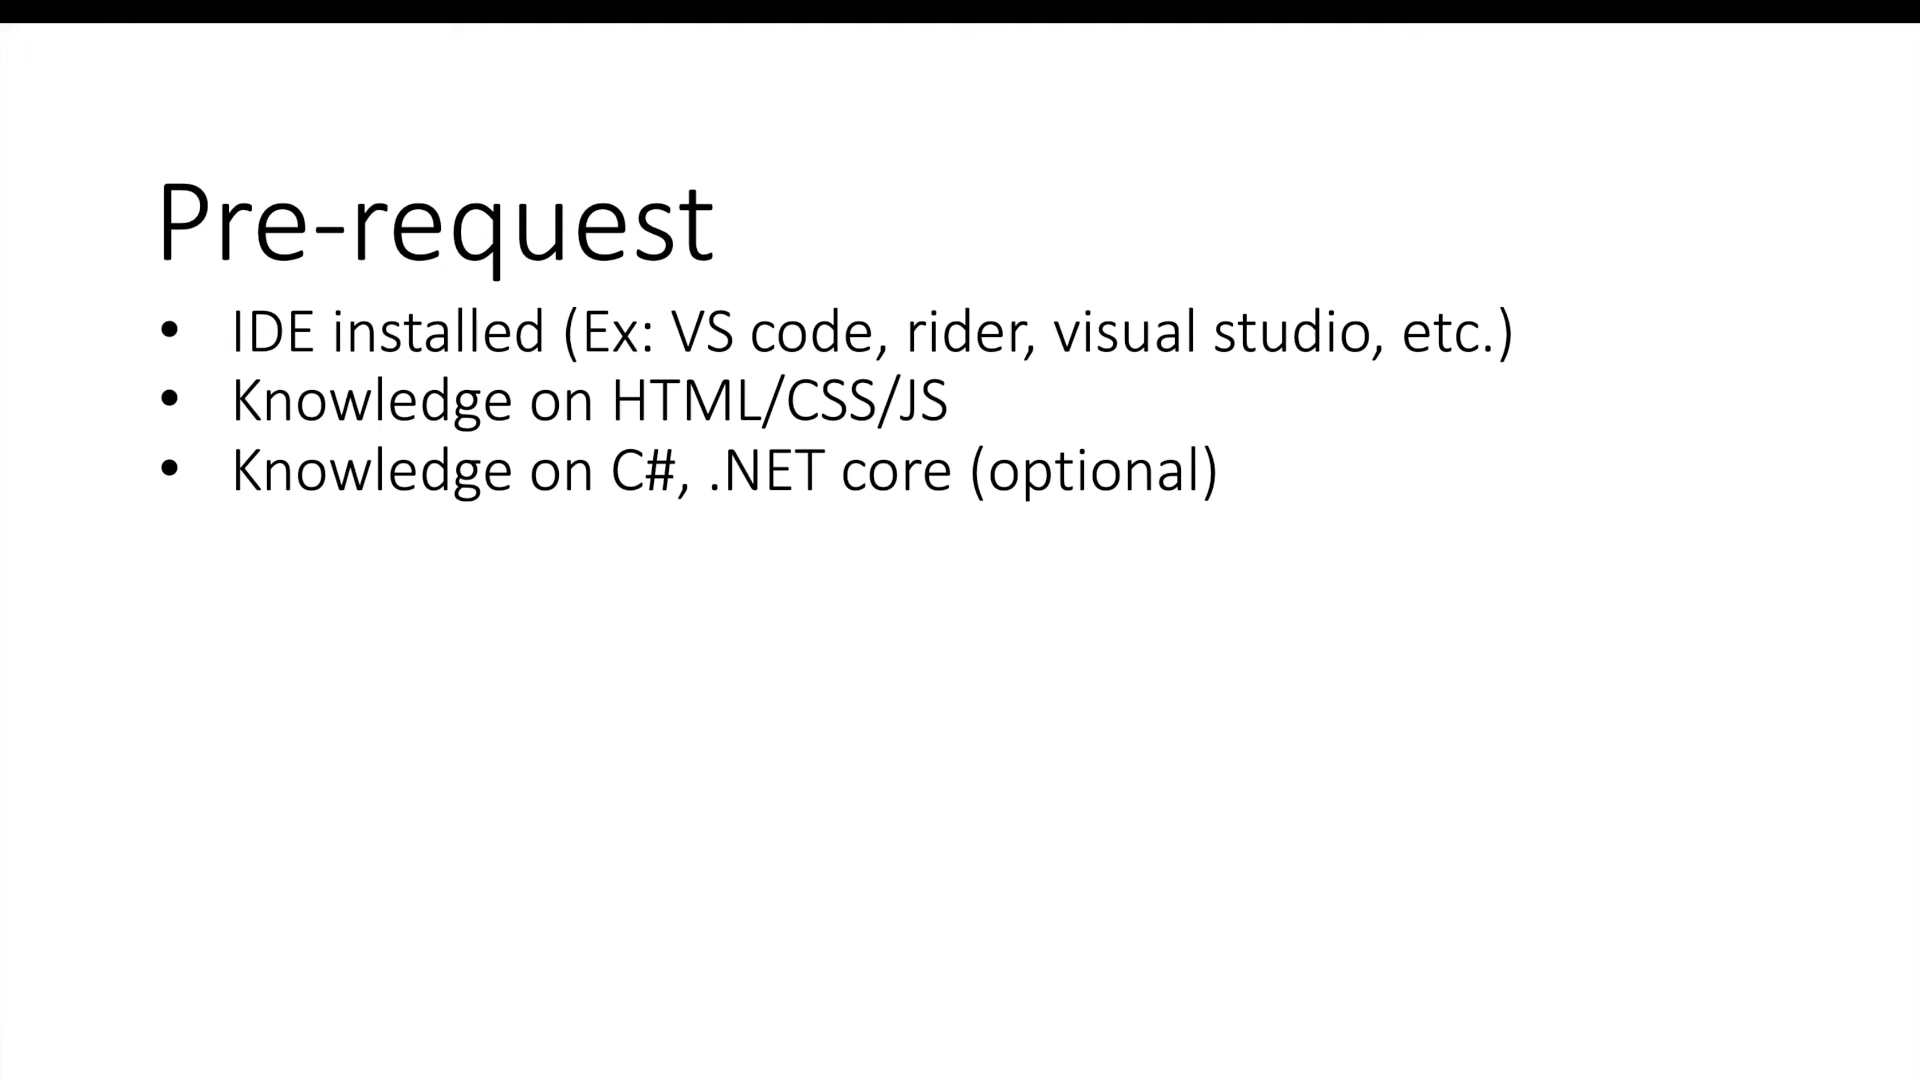 Pre-request
• IDE installed (Ex: VS code, rider, visual studio, etc.)
• Knowledge on HTML/CSS/JS
• Knowledge on C#, .NET core (optional)